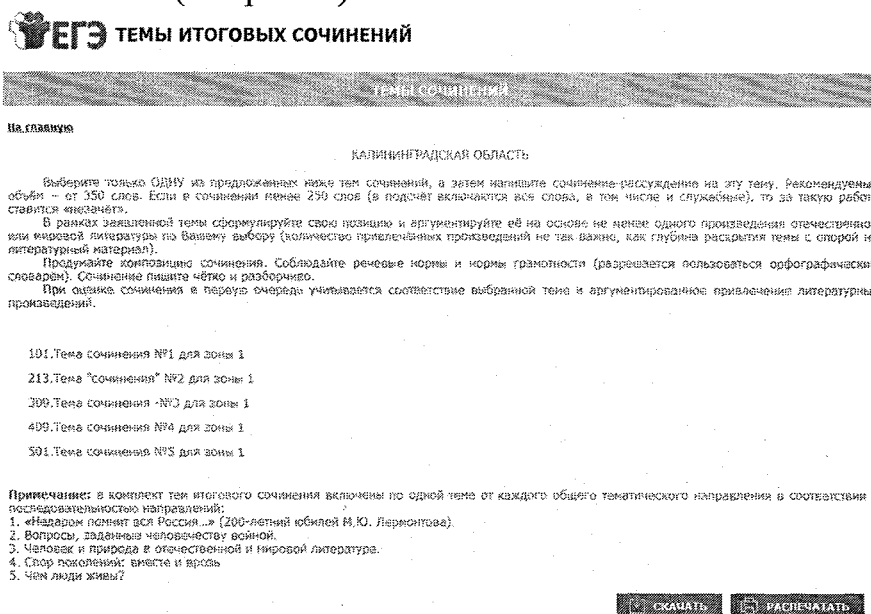 ЕГЭ ТЕМЫ ИТОГОВЫХ СОЧИНЕНИЙ
ТЕМЫ СОЧИНЕНИЙ
На главную
КАЛИНИНГРАДСКАЯ ОБЛАСТЬ
Выберите только ОДНУ из предложенных ниже тем сочинений, а затем напишите сочинение-рассуждение на эту тему. Рекомендуемы
объём – от 350 слов. Если в сочинении менее 250 слов (в подсчёт включаются все слова, в том числе и служебные), то за такую работ
ставится «незачёт».
В рамках заявленной темы сформулируйте свою позицию и аргументируйте её на основе не менее одного произведения отечественно
или мировой литературы по Вашему выбору (количество привлечённых произведений не так важно, как глубина раскрытия темы с опорой н
литературный материал).
Продумайте композицию сочинения. Соблюдайте речевые нормы и нормы грамотности (разрешается пользоваться орфографически
словарём). Сочинение пишите чётко и разборчиво.
При оценке сочинения в первую очередь учитывается соответствие выбранной теме и аргументированное привлечение литературны
произведений.
101.Тема сочинения №1 для зоны 1
213.Тема "сочинения" №2 для зоны 1
309.Тема сочинения -№3 для зоны 1
409.Тема сочинения №4 для зоны 1
501.Тема сочинения №5 для зоны 1
Примечание: в комплект тем итогового сочинения включены по одной теме от каждого общего тематического направления в соответствии
последовательностью направлений:
1. «Недаром помнит вся Россия...» (200-летний юбилей М.Ю. Лермонтова)
2. Вопросы, заданные человечеству войной.
3. Человек и природа в отечественной и мировой литературе.
4. Спор поколений: вместе и врозь
5. Чем люди живы?
СКАЧАТЬ РАСПЕЧАТАТЬ